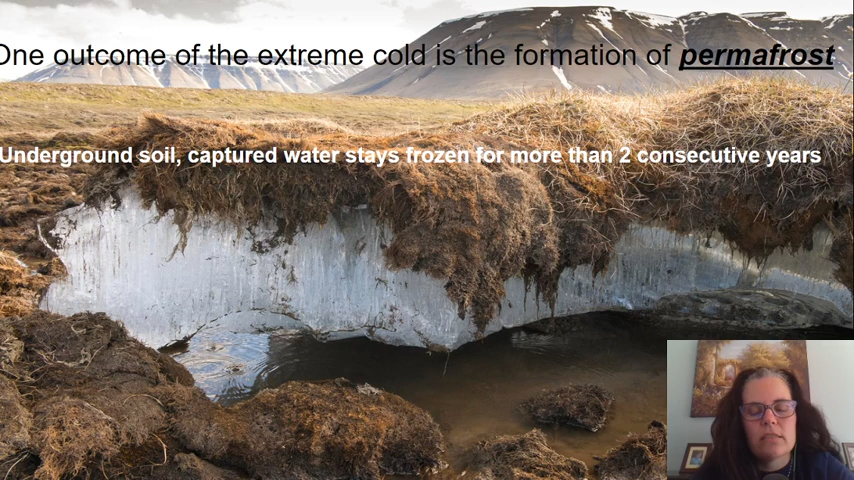 One outcome of the extreme cold is the formation of permafrost
Underground soil, captured water stays frozen for more than 2 consecutive years